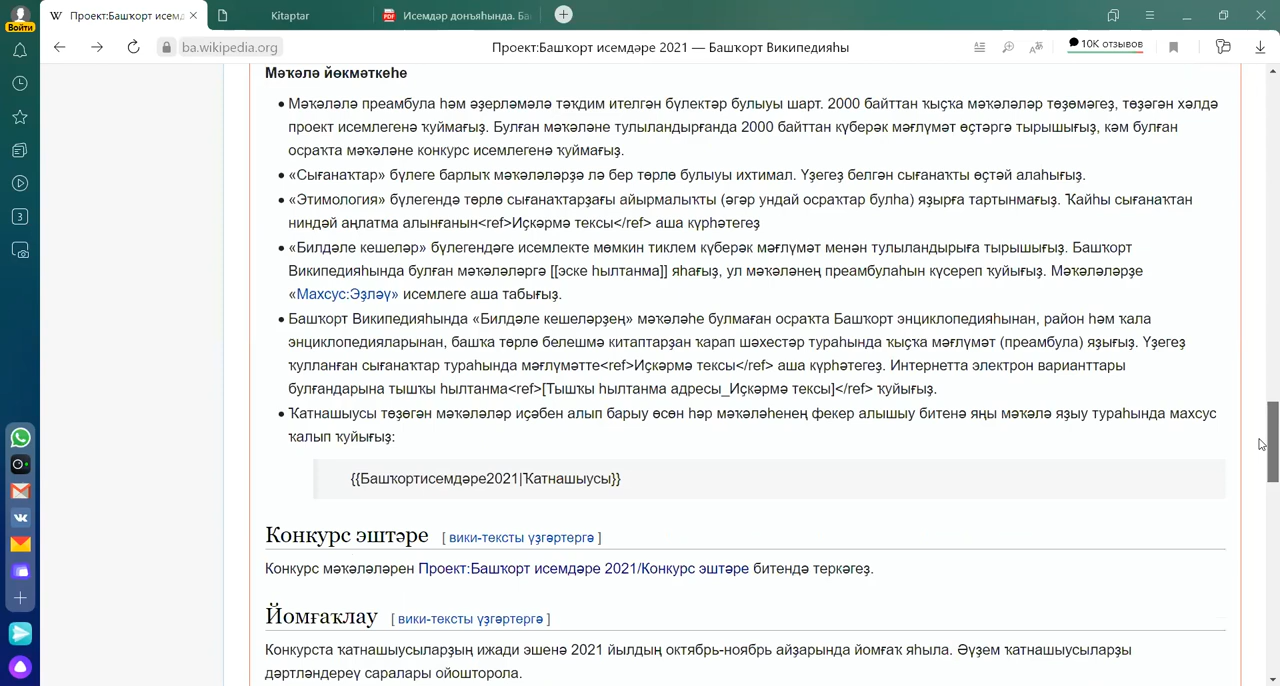 Башҡорт исемд
Kitaptar
Исемдәр донъяһында. Ба
Войти
ba.wikipedia.org
Проект:Башҡорт исемдәре 2021 — Башҡорт Википедияһы
10K отзывов
Мәҡәлә йөкмәткеһе
• Мәҡәләлә преамбула һәм әҙерләмәлә тәҡдим ителгән бүлектәр булыуы шарт. 2000 байттан ҡыҫҡа мәҡәләләр төҙөмәгеҙ, төҙәгән хәлдә
проект исемлегенә ҡуймағыҙ. Булған мәҡәләне тулыландырғанда 2000 байттан күберәк мәғлүмәт өҫтәргә тырышығыҙ, кәм булған
осраҡта мәҡәләне конкурс исемлегенә ҡуймағыҙ.
• «Сығанаҡтар» бүлеге барлыҡ мәҡәләләрҙә лә бер төрлө булыуы ихтимал. Үҙегеҙ белгән сығанаҡты өҫтәй алаһығыҙ.
• «Этимология» бүлегендә төрлө сығанаҡтарҙағы айырмалыҡты (әгәр ундай осраҡтар булһа) яҙырға тартынмағыҙ. Ҡайһы сығанаҡтан
ниндәй аңлатма алынғанын<ref>Иҫкәрмә тексы</ref> аша күрһәтегеҙ
• «Билдәле кешеләр» бүлегендәге исемлекте мөмкин тиклем күберәк мәғлүмәт менән тулыландырыға тырышығыҙ. Башҡорт
Википедияһында булған мәҡәләләргә [[эске һылтанма]] яһағыҙ, ул мәҡәләнең преамбулаһын күсереп ҡуйығыҙ. Мәҡәләләрҙе
«Махсус:Эҙләү» исемлеге аша табығыҙ.
• Башҡорт Википедияһында «Билдәле кешеләрҙең» мәҡәләһе булмаған осраҡта Башҡорт энциклопедияһынан, район һәм ҡала
энциклопедияларынан, башҡа төрлө белешмә китаптарҙан ҡарап шәхестәр тураһында ҡыҫҡа мәғлүмәт (преамбула) яҙығыҙ. Үҙегеҙ
ҡулланған сығанаҡтар тураһында мәғлүмәтте<ref>Иҫкәрмә тексы</ref> аша күрһәтегеҙ. Интернетта электрон варианттары
булғандарына тышҡы һылтанма<ref>[Тышҡы һылтанма адресы_Иҫкәрмә тексы]</ref> ҡуйығыҙ.
• Ҡатнашыусы төҙөгән мәҡәләләр иҫәбен алып барыу өсөн һәр мәҡәләһенең фекер алышыу битенә яңы мәҡәлә яҙыу тураһында махсус
ҡалып ҡуйығыҙ:
{{Башҡортисемдәре2021|Ҡатнашыусы}}
Конкурс эштәре [ вики-тексты үҙгәртергә ]
Конкурс мәҡәләләрен Проект:Башҡорт исемдәре 2021/Конкурс эштәре битендә теркәгеҙ.
Йомғаҡлау [ вики-тексты үҙгәртергә ]
Конкурста ҡатнашыусыларҙың ижади эшенә 2021 йылдың октябрь-ноябрь айҙарында йомғаҡ яһыла. Әүҙем ҡатнашыусыларҙы
дәртләндереү саралары ойошторола.